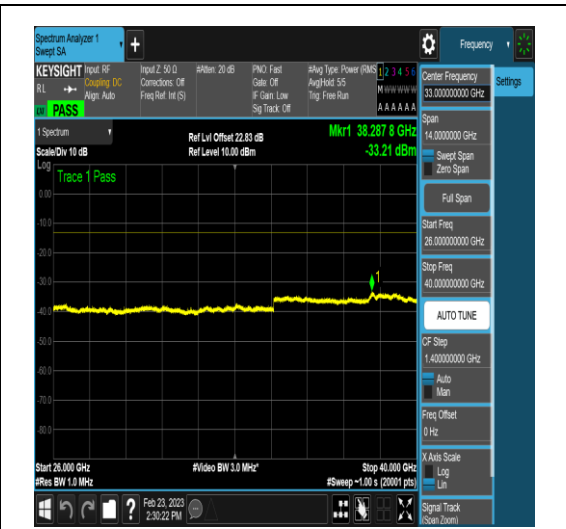 Spectrum Analyzer 1
Swept SA
Frequency
KEYSIGHT
RL
PASS
Input: RF
Coupling: DC
Align: Auto
Input Z: 50 Ω
Corrections: Off
Freq Ref: Int (S)
#Atten: 20 dB
PNO: Fast
Gate: Off
IF Gain: Low
Sig Track: Off
#Avg Type: Power (RMS
Avg|Hold: 5/5
Trig: Free Run
1 2 3 4 5 6
M W W W W W
A A A A A A
1 Spectrum
Scale/Div 10 dB
Ref Lvl Offset 22.83 dB
Ref Level 10.00 dBm
Mkr1 38.287 8 GHz
-33.21 dBm
Log
Trace 1 Pass
0.00
-10.0
-20.0
-30.0
-40.0
-50.0
-60.0
-70.0
-80.0
1
Start 26.000 GHz
#Res BW 1.0 MHz
#Video BW 3.0 MHz*
Stop 40.000 GHz
#Sweep ~1.00 s (20001 pts)
Feb 23, 2023
2:30:22 PM
Center Frequency
33.000000000 GHz
Settings
Span
14.0000000 GHz
Swept Span
Zero Span
Full Span
Start Freq
26.000000000 GHz
Stop Freq
40.000000000 GHz
AUTO TUNE
CF Step
1.400000000 GHz
Auto
Man
Freq Offset
0 Hz
X Axis Scale
Log
Lin
Signal Track
(Span Zoom)